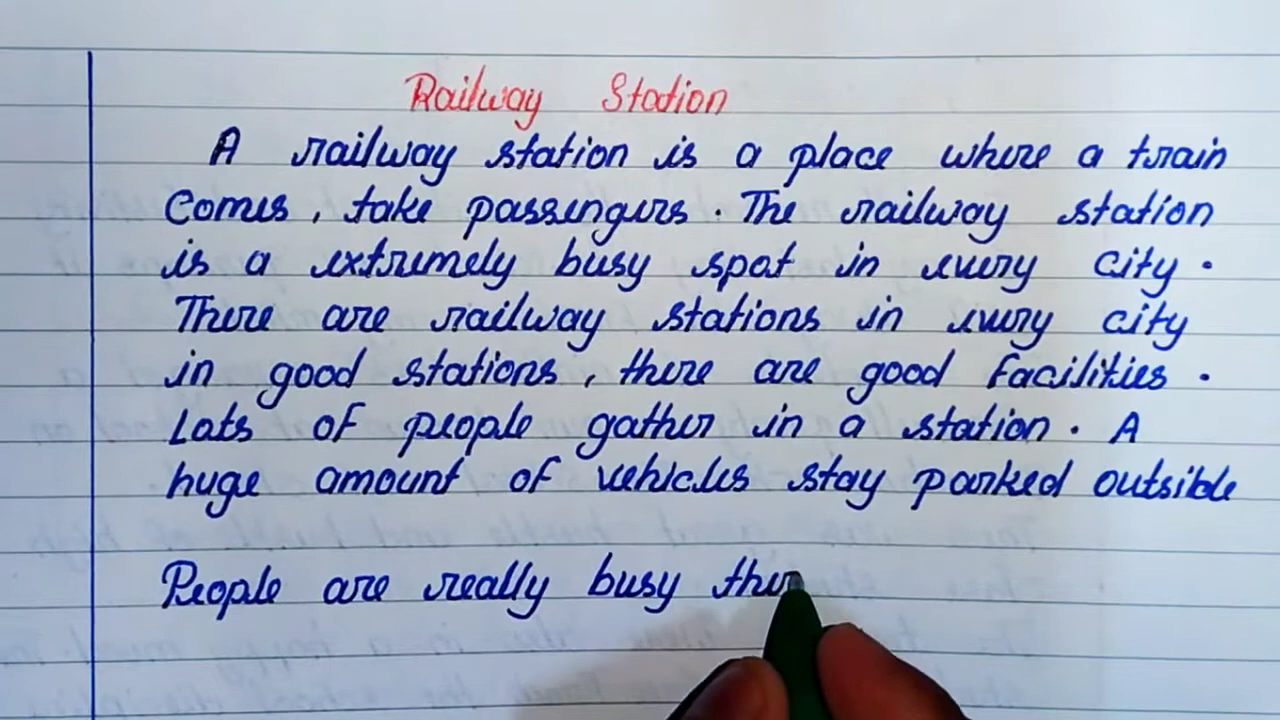 Railway Station
A railway station is a place where a train
comes, take passengers. The railway station
is a extremely busy spot in every city.
There are railway stations in every city
in good stations, there are good facilities.
Lots of people gather in a station. A
huge amount of vehicles stay parked outsible
People are really busy ther